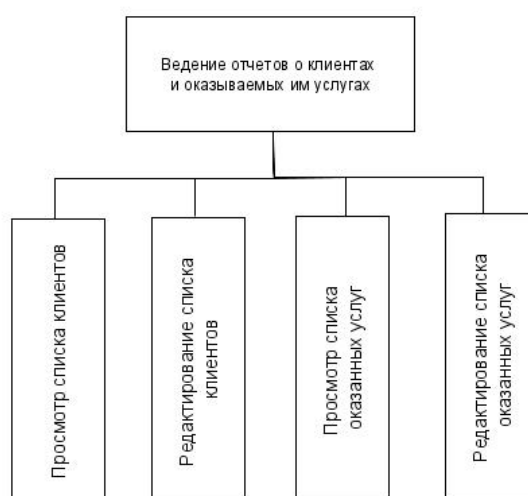 Ведение отчетов о клиентах
и оказываемых им услугах
Просмотр списка клиентов
Редактирование списка
клиентов
Просмотр списка
оказанных услуг
Редактирование списка
оказанных услуг